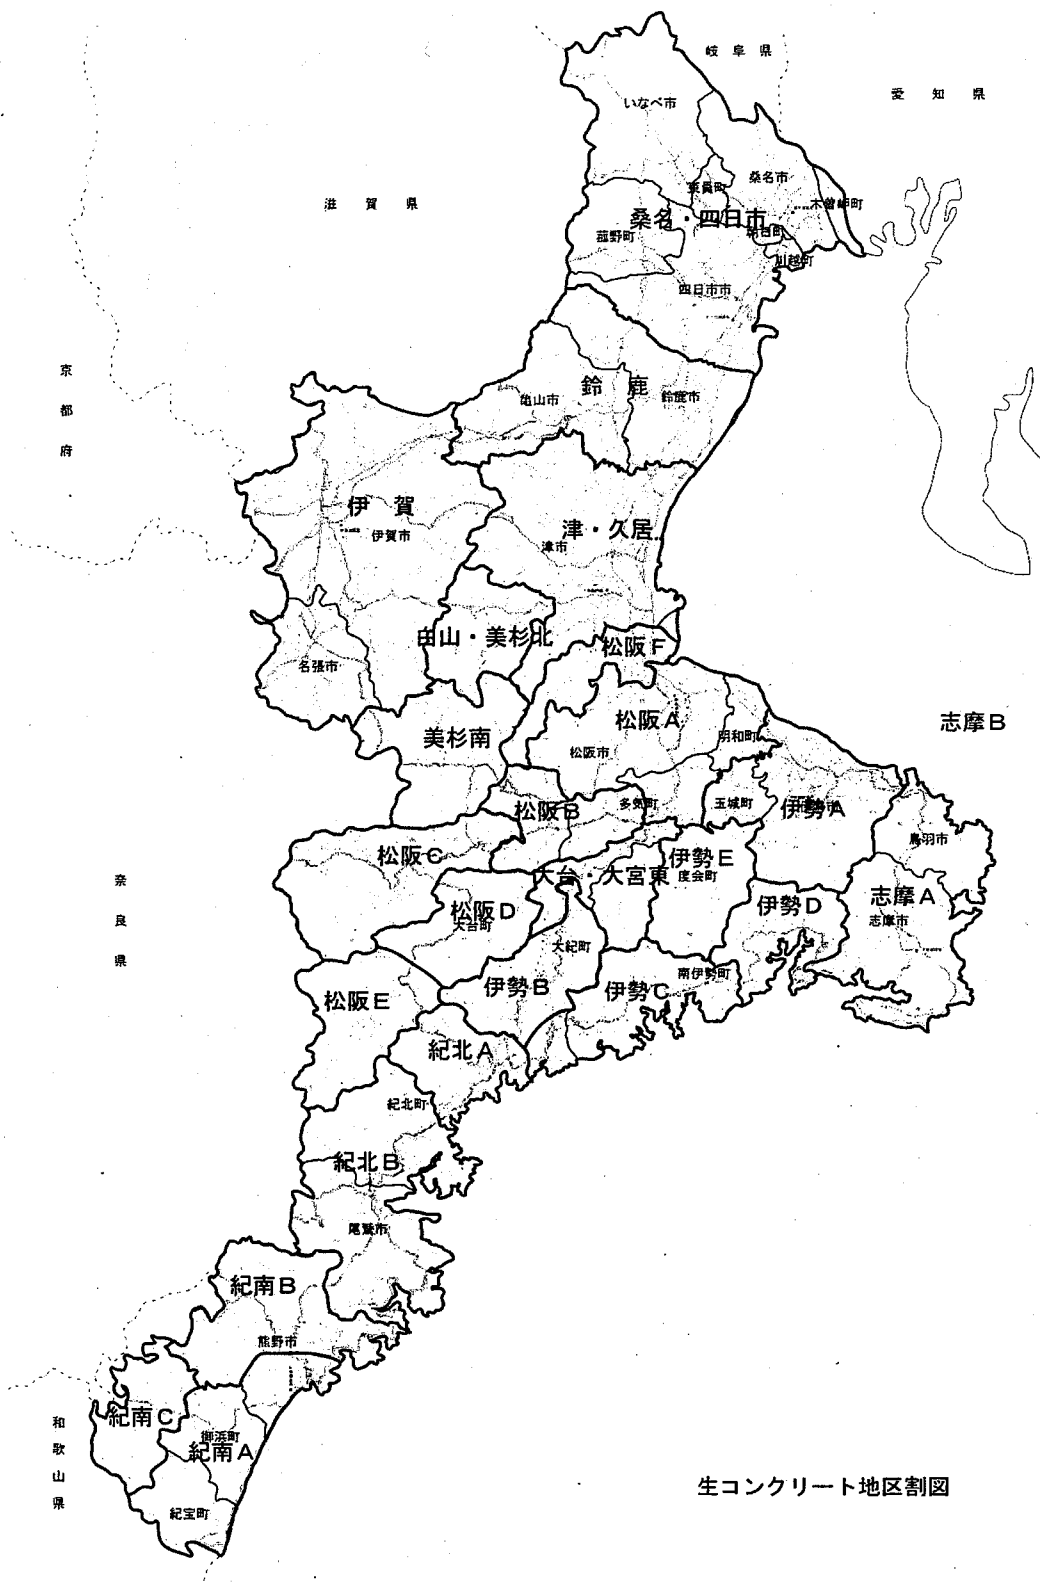 岐阜県
愛知県
いなべ市
東員町
桑名市
木曽岬町
滋賀県
桑名・四日市
菰野町
朝日町
川越町
四日市市
京都府
鈴鹿
亀山市
鈴鹿市
伊賀
伊賀市
津・久居
津市
白山・美杉北
松阪F
名張市
松阪A
志摩B
美杉南
松阪市
明和町
松阪B
多気町
玉城町
伊勢A
鳥羽市
松阪C
伊勢E
大台・大宮東
度会町
奈良県
松阪D
大台町
伊勢D
志摩A
志摩市
大紀町
南伊勢町
松阪E
伊勢B
伊勢C
紀北A
紀北町
紀北B
尾鷲市
紀南B
熊野市
紀南C
御浜町
紀南A
和歌山県
紀宝町
生コンクリート地区割図